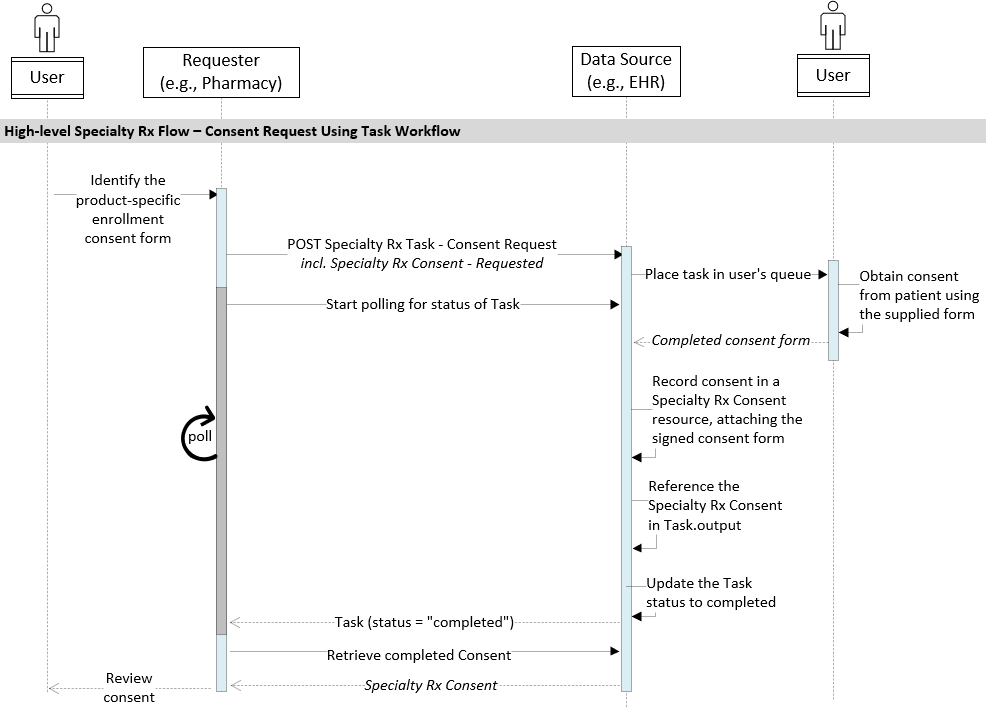 User
Requester
(e.g., Pharmacy)
Data Source
(e.g., EHR)
User
High-level Specialty Rx Flow – Consent Request Using Task Workflow
Identify the
product-specific
enrollment
consent form
POST Specialty Rx Task - Consent Request
incl. Specialty Rx Consent - Requested
Place task in user's queue
Obtain consent
from patient using
the supplied form
Start polling for status of Task
Completed consent form
Record consent in a
Specialty Rx Consent
resource, attaching the
signed consent form
poll
Reference the
Specialty Rx Consent
in Task.output
Update the Task
status to completed
Task (status = "completed")
Retrieve completed Consent
Specialty Rx Consent
Review
consent